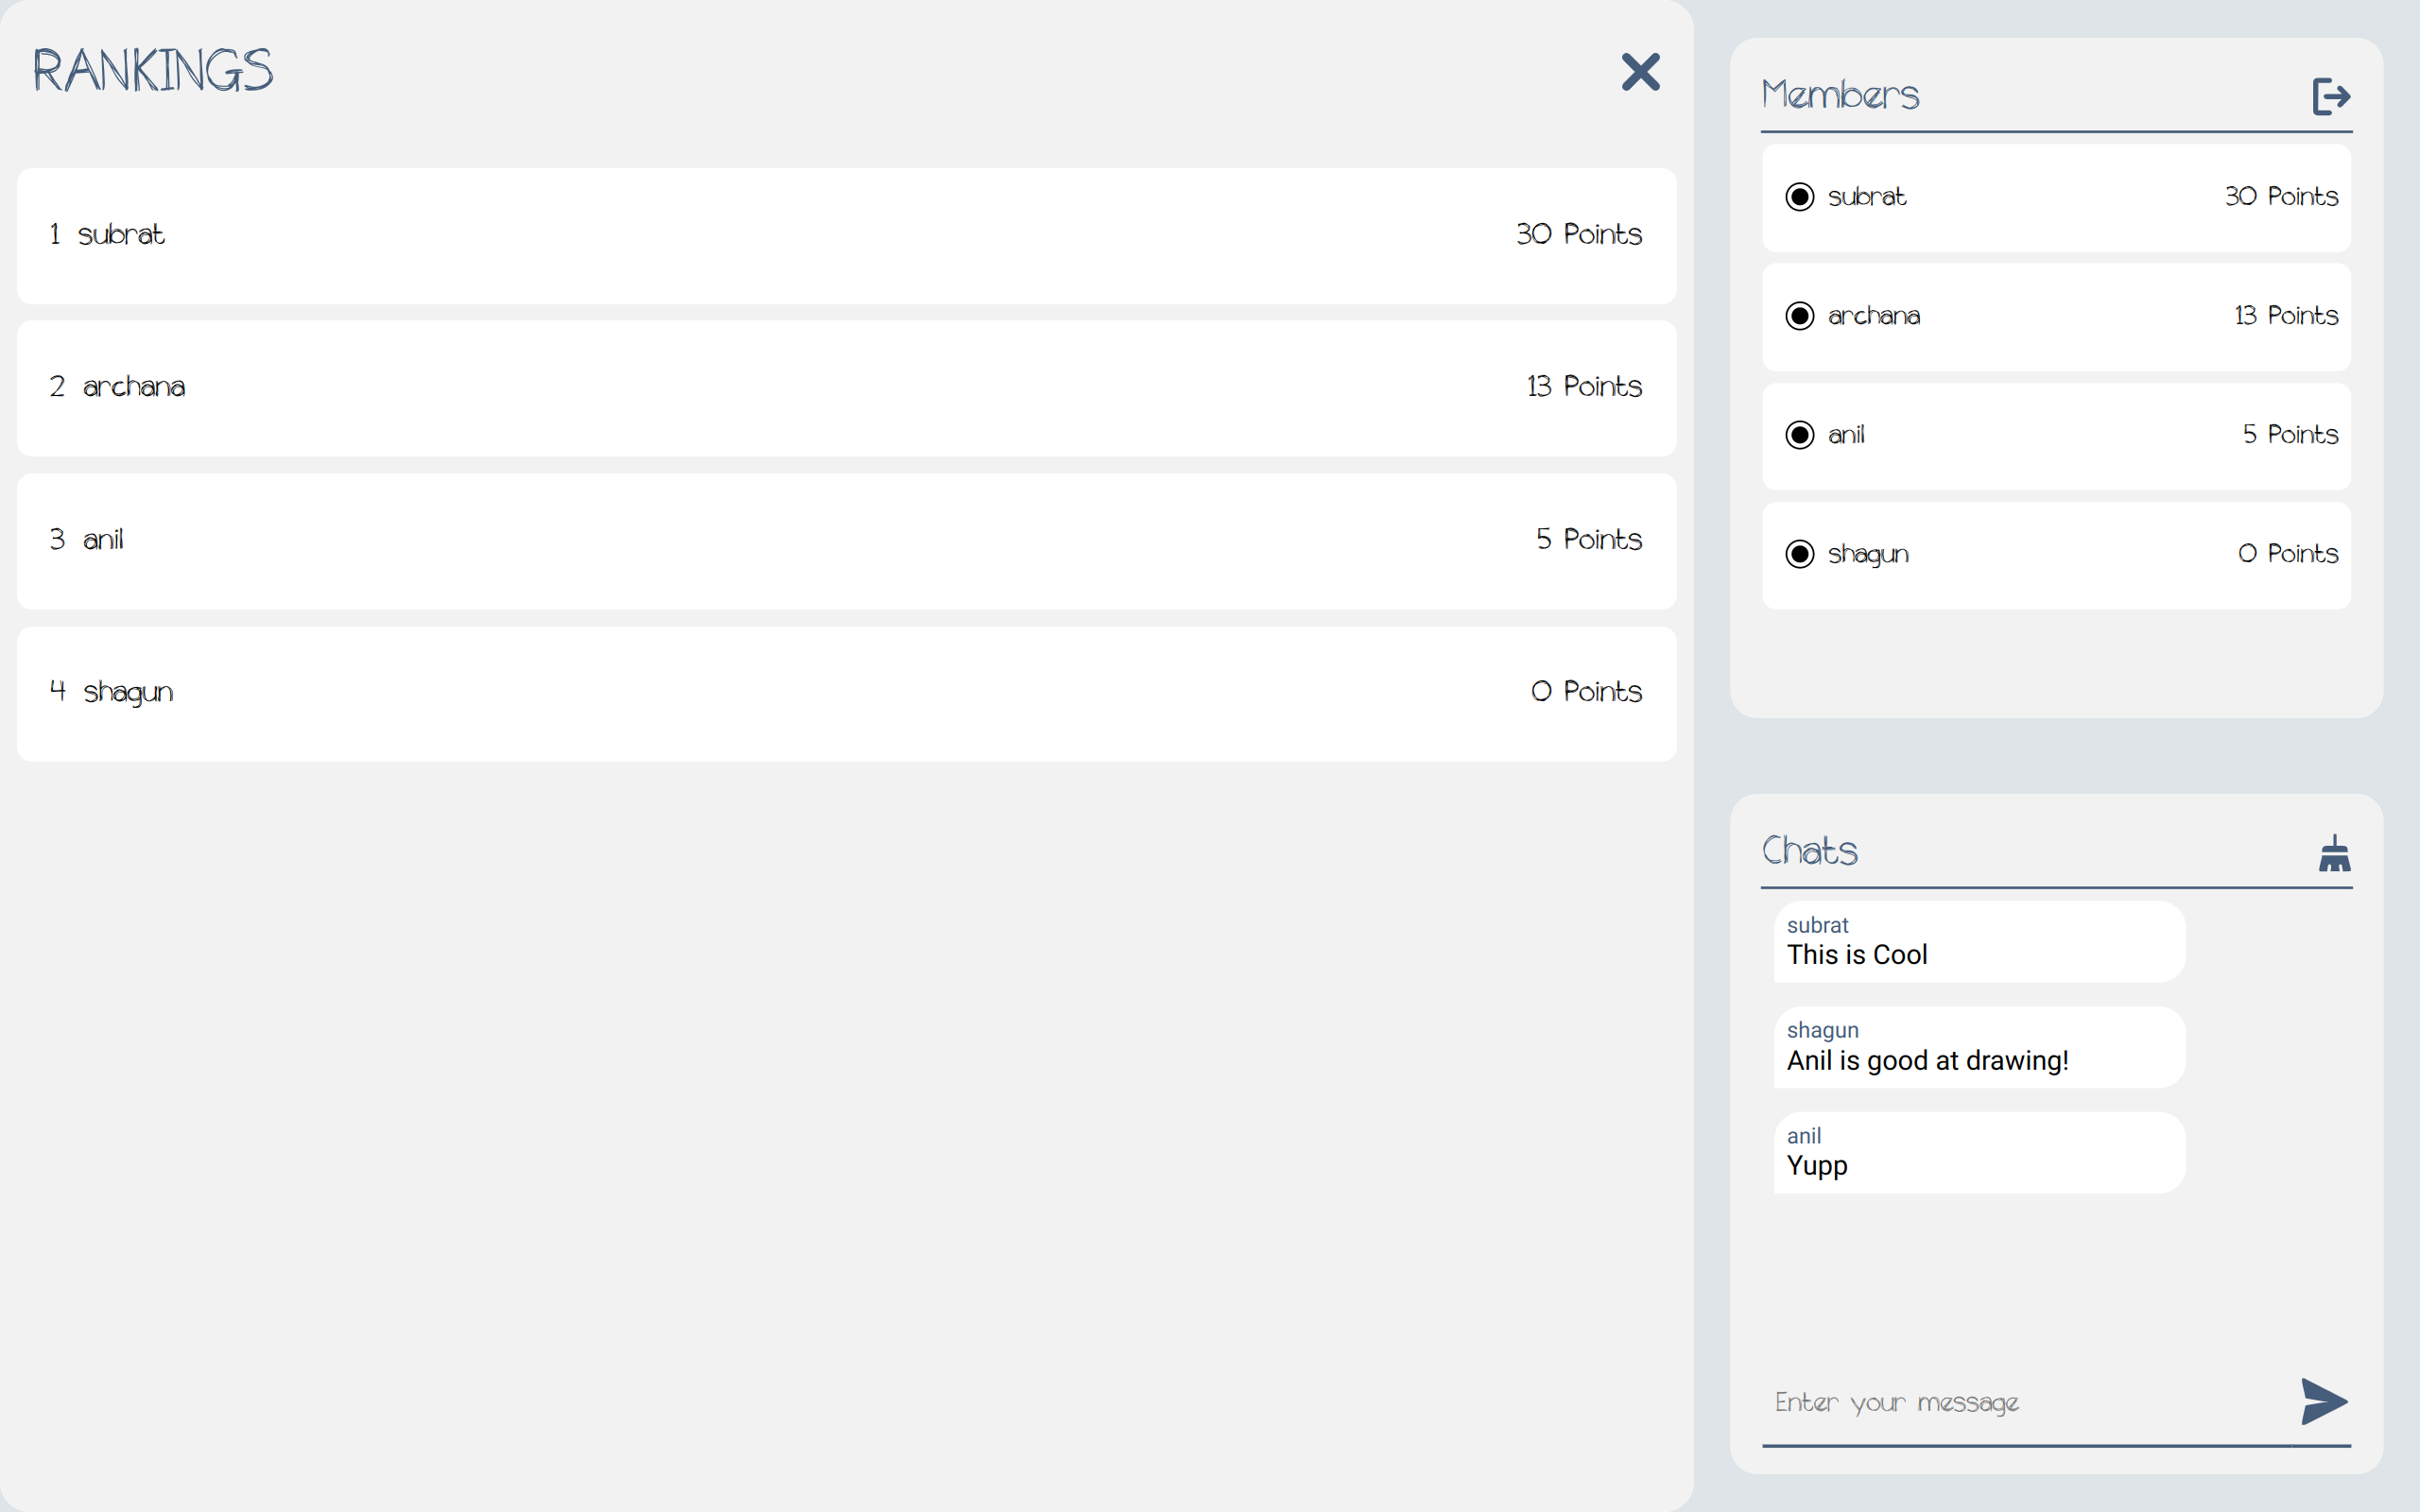 RANKINGS
1 subrat 30 Points
2 archana 13 Points
3 anil 5 Points
4 shagun 0 Points
Members
subrat 30 Points
archana 13 Points
anil 5 Points
shagun 0 Points
Chats
subrat
This is Cool
shagun
Anil is good at drawing!
anil
Yupp
Enter your message